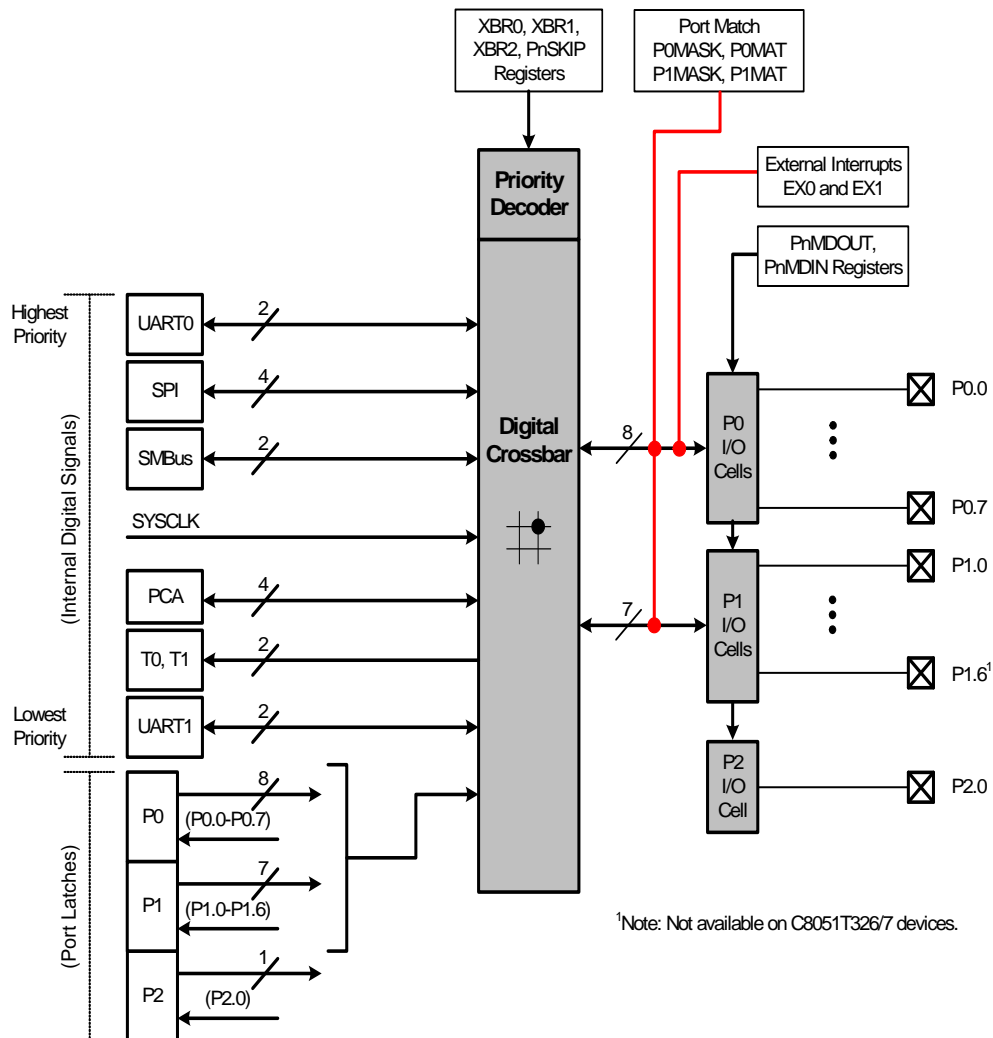 XBR0, XBR1,
XBR2, PnSKIP
Registers
Port Match
P0MASK, P0MAT
P1MASK, P1MAT
External Interrupts
EX0 and EX1
PnMDOUT,
PnMDIN Registers
Priority
Decoder
Digital
Crossbar
Highest
Priority
(Internal Digital Signals)
Lowest
Priority
UART0
2
SPI
4
SMBus
2
SYSCLK
PCA
4
T0, T1
2
UART1
2
(Port Latches)
P0
8
(P0.0-P0.7)
P1
7
(P1.0-P1.6)
P2
1
(P2.0)
8
7
P0
I/O
Cells
P0.0
P0.7
P1
I/O
Cells
P1.0
P1.6¹
P2
I/O
Cell
P2.0
¹Note: Not available on C8051T326/7 devices.